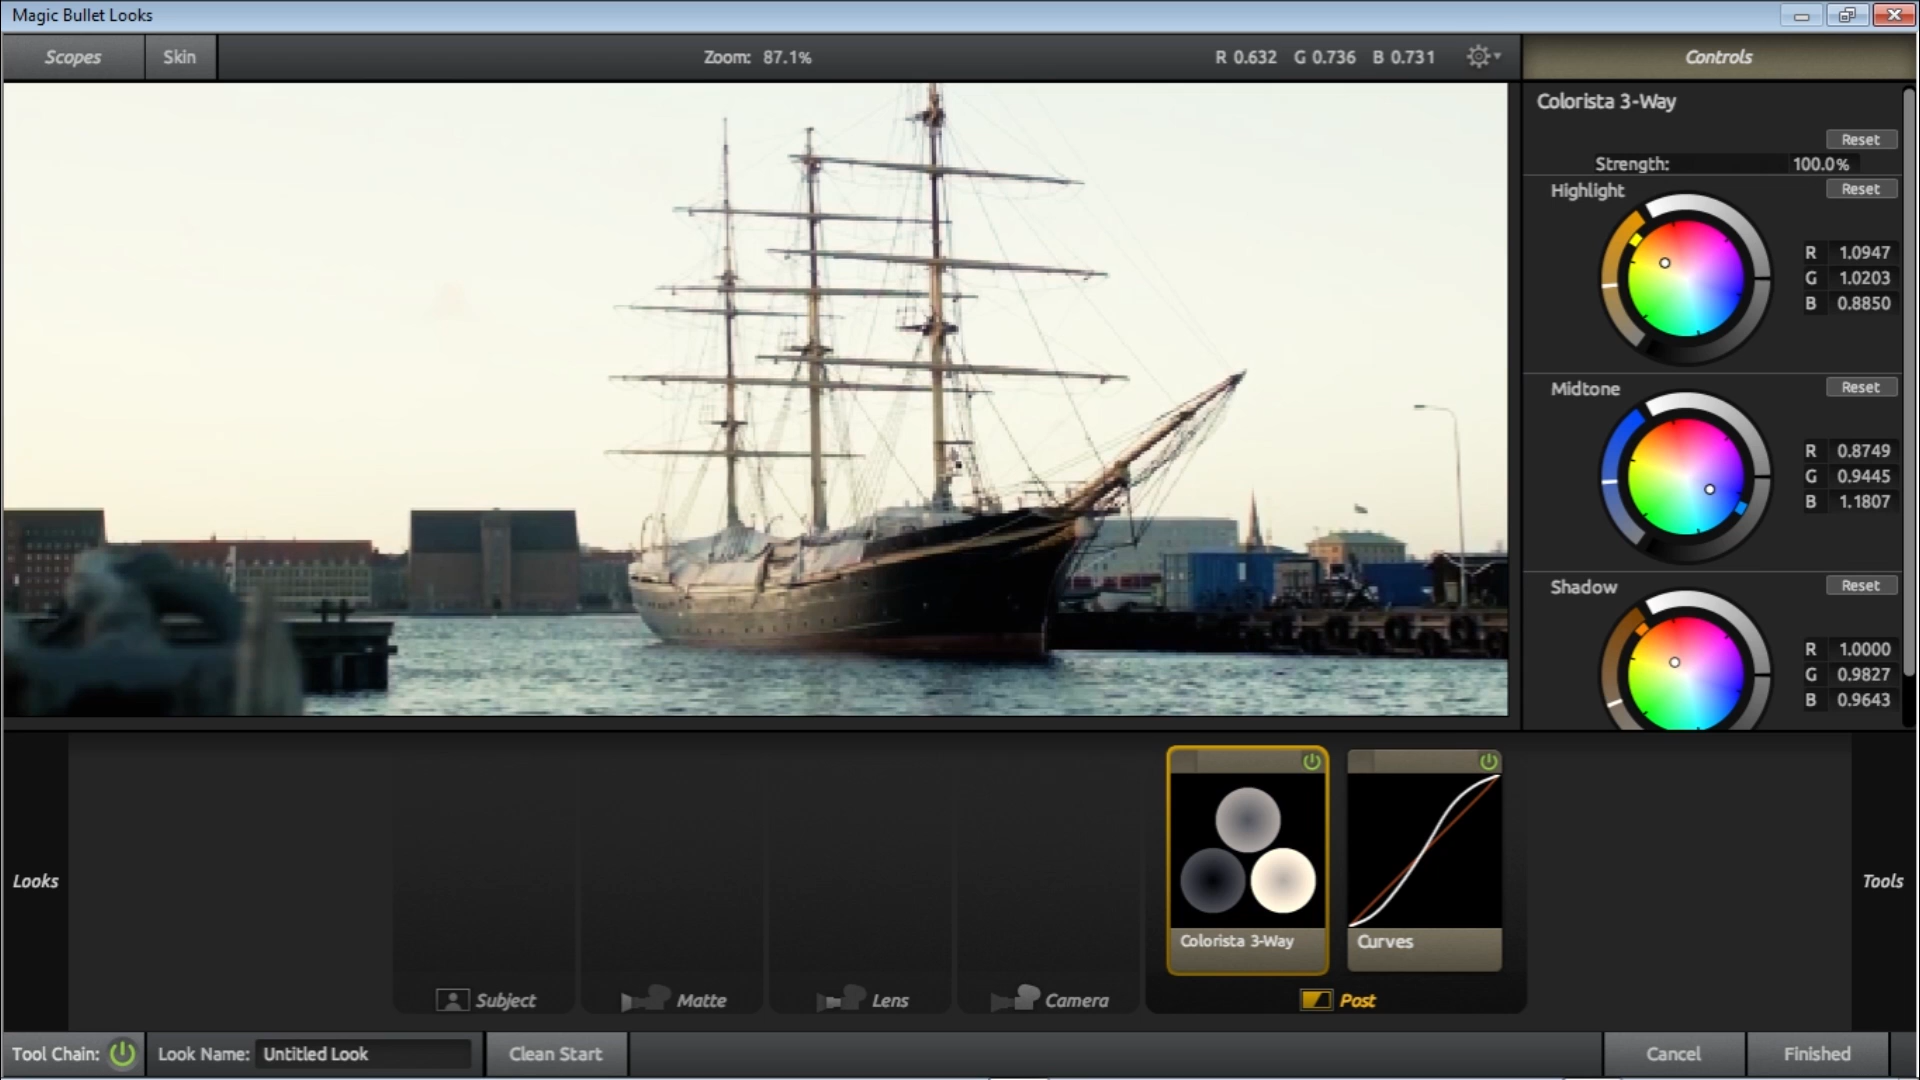 Magic Bullet Looks
Scopes
Skin
Zoom: 87.1%
R 0.632 G 0.736 B 0.731
Controls
Colorista 3-Way
Reset
Strength: 100.0%
Highlight
Reset
R 1.0947
G 1.0203
B 0.8850
Midtone
Reset
R 0.8749
G 0.9445
B 1.1807
Shadow
Reset
R 1.0000
G 0.9827
B 0.9643
Looks
Colorista 3-Way
Curves
Tools
Subject
Matte
Lens
Camera
Post
Tool Chain:
Look Name: Untitled Look
Clean Start
Cancel
Finished